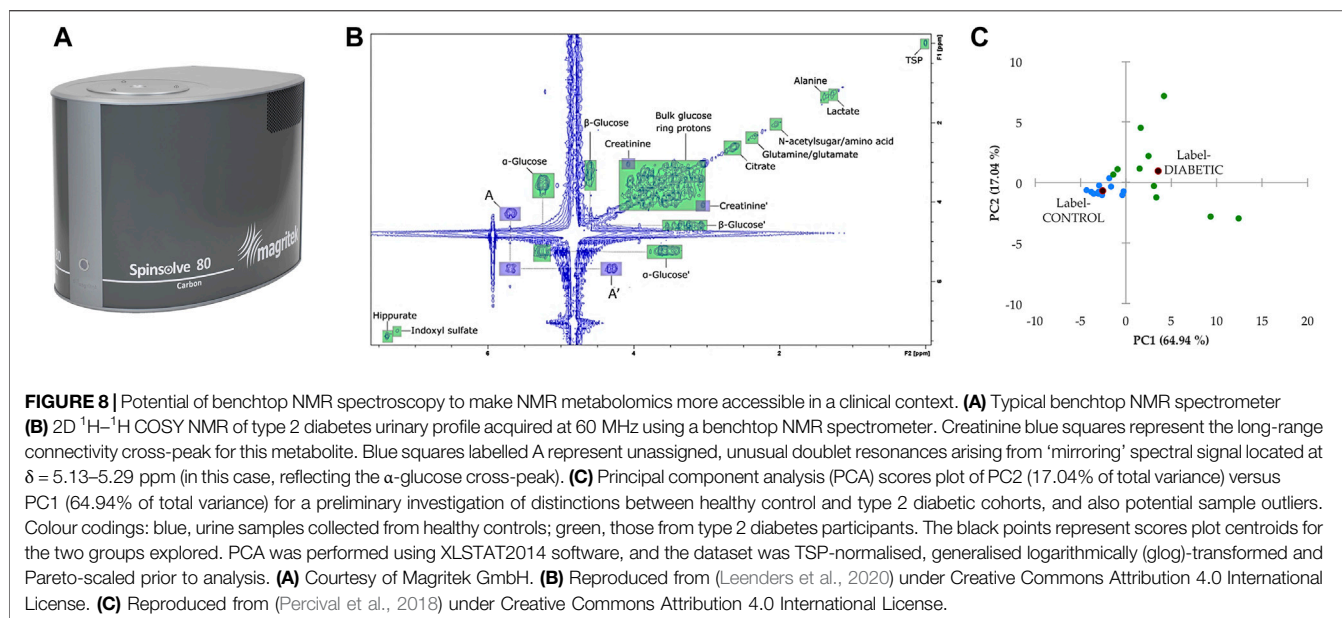 A
B
C
80
Spinsolve 80
Carbon
magritek
TSP
Alanine
Lactate
Bulk glucose
ring protons
β-Glucose
Creatinine
N-acetylsugar/amino acid
Glutamine/glutamate
Citrate
α-Glucose
A
Creatinine'
β-Glucose'
α-Glucose'
A'
Hippurate
Indoxyl sulfate
F1 [ppm]
2
4
6
6
4
2
F2 [ppm]
10
5
0
-5
-10
PC2 (17.04 %)
Label-
DIABETIC
Label-
CONTROL
-10 -5 0 5 10 15 20
PC1 (64.94 %)
FIGURE 8 | Potential of benchtop NMR spectroscopy to make NMR metabolomics more accessible in a clinical context. (A) Typical benchtop NMR spectrometer
(B) 2D ¹H–¹H COSY NMR of type 2 diabetes urinary profile acquired at 60 MHz using a benchtop NMR spectrometer. Creatinine blue squares represent the long-range
connectivity cross-peak for this metabolite. Blue squares labelled A represent unassigned, unusual doublet resonances arising from ‘mirroring’ spectral signal located at
δ = 5.13–5.29 ppm (in this case, reflecting the α-glucose cross-peak). (C) Principal component analysis (PCA) scores plot of PC2 (17.04% of total variance) versus
PC1 (64.94% of total variance) for a preliminary investigation of distinctions between healthy control and type 2 diabetic cohorts, and also potential sample outliers.
Colour codings: blue, urine samples collected from healthy controls; green, those from type 2 diabetes participants. The black points represent scores plot centroids for
the two groups explored. PCA was performed using XLSTAT2014 software, and the dataset was TSP-normalised, generalised logarithmically (glog)-transformed and
Pareto-scaled prior to analysis. (A) Courtesy of Magritek GmbH. (B) Reproduced from (Leenders et al., 2020) under Creative Commons Attribution 4.0 International
License. (C) Reproduced from (Percival et al., 2018) under Creative Commons Attribution 4.0 International License.